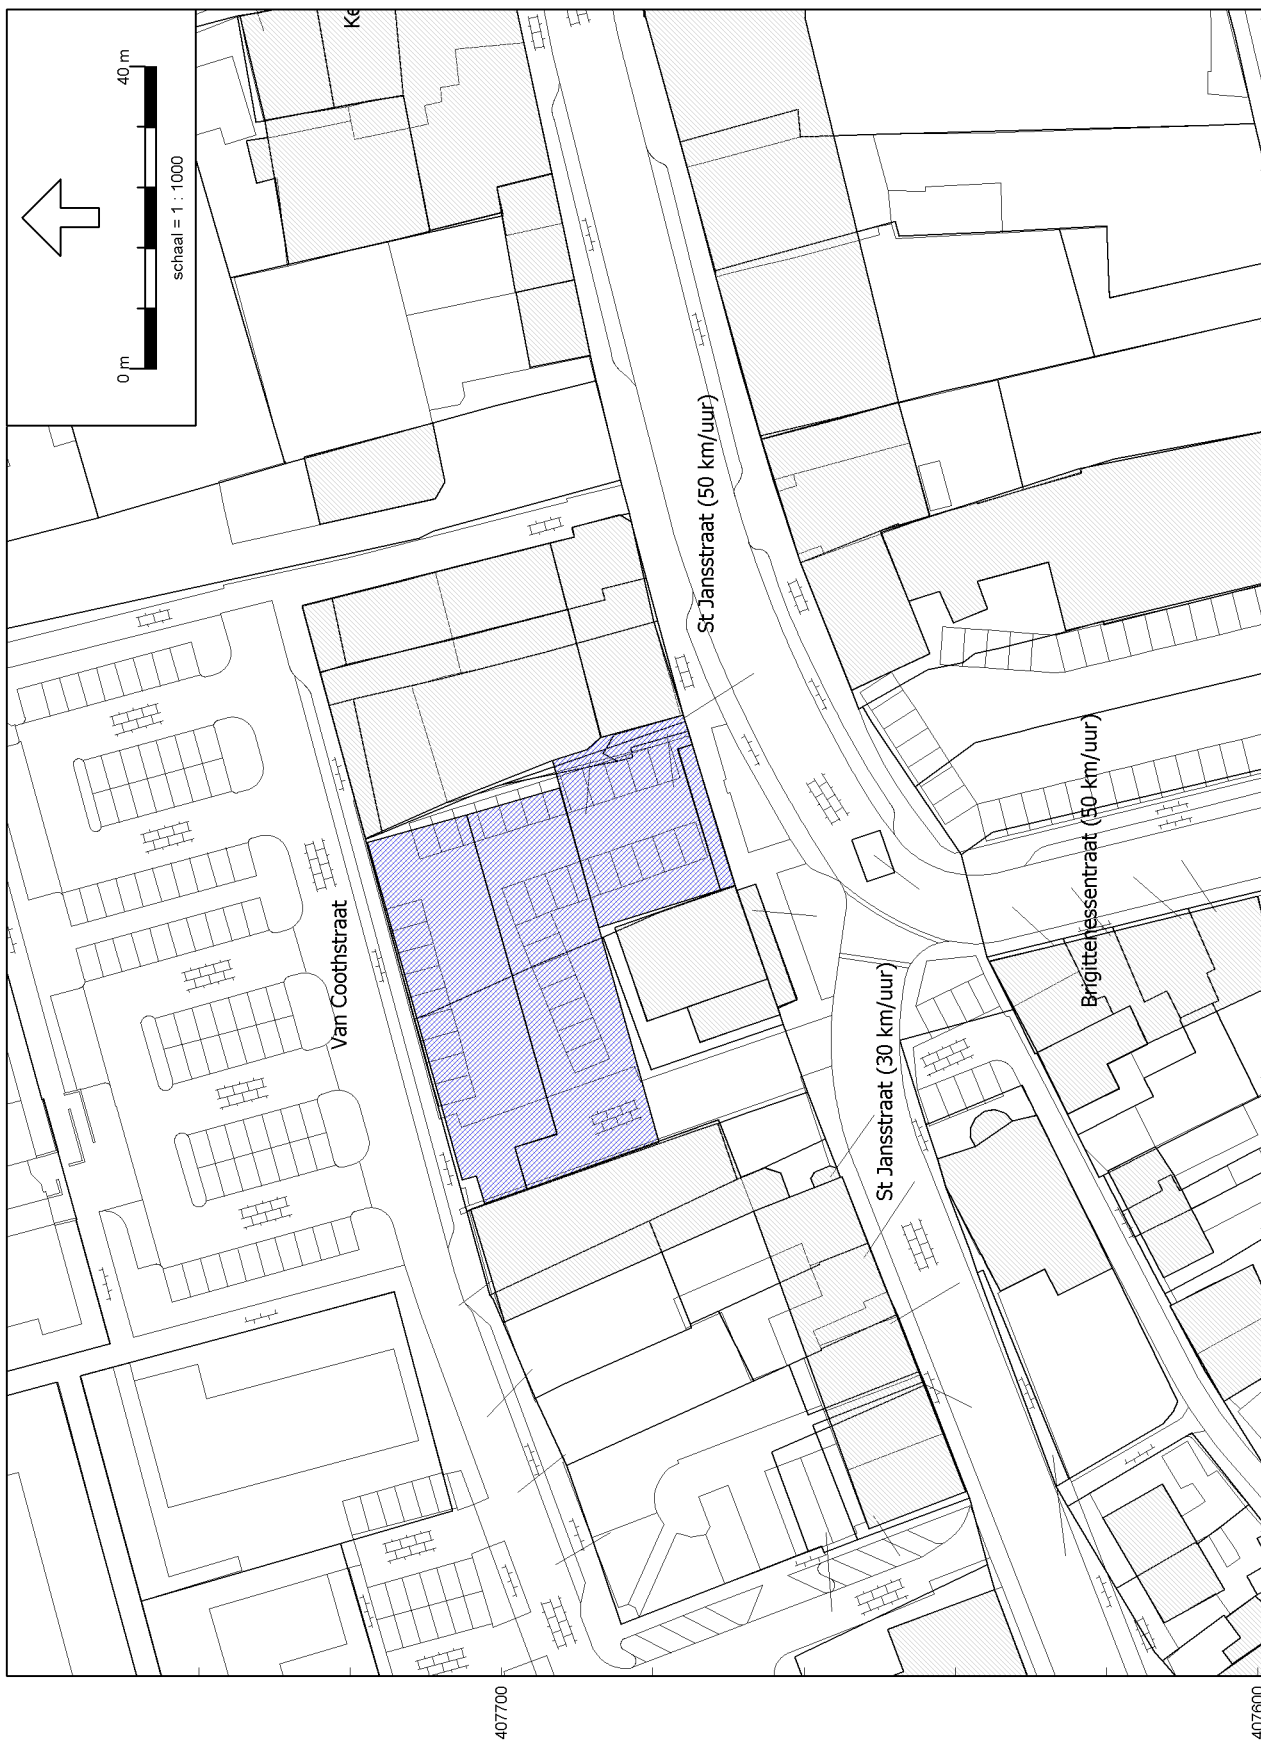 Ke
40 m
0 m
schaal = 1 : 1000
St Jansstraat (50 km/uur)
Van Coothstraat
Brigittenessentraat (50 km/uur)
St Jansstraat (30 km/uur)
407700
407600